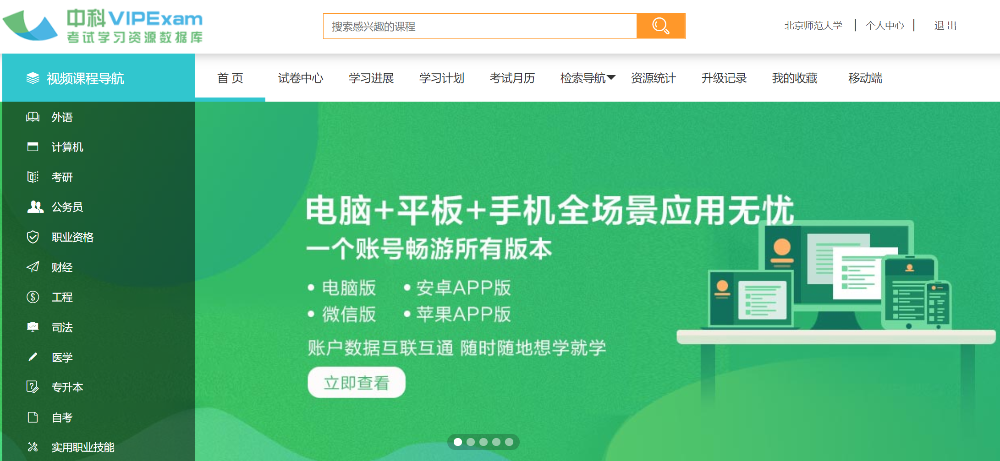 中科VIPExam
考试学习资源数据库
搜索感兴趣的课程
北京师范大学 | 个人中心 | 退 出
视频课程导航
首 页 试卷中心 学习进展 学习计划 考试月历 检索导航 资源统计 升级记录 我的收藏 移动端
外语
计算机
考研
公务员
职业资格
财经
工程
司法
医学
专升本
自考
实用职业技能
电脑+平板+手机全场景应用无忧
一个账号畅游所有版本
• 电脑版 • 安卓APP版
• 微信版 • 苹果APP版
账户数据互联互通 随时随地想学就学
立即查看